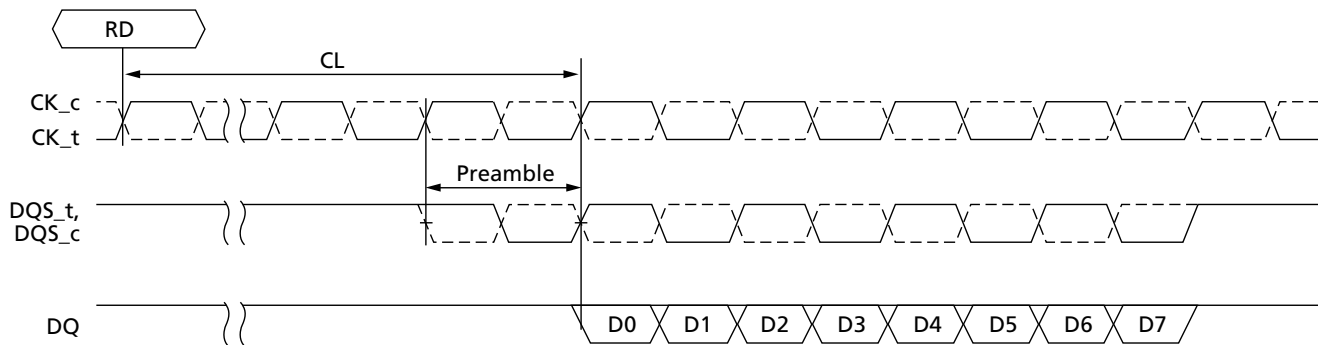 RD
CL
CK_c
CK_t
Preamble
DQS_t,
DQS_c
DQ
D0 D1 D2 D3 D4 D5 D6 D7